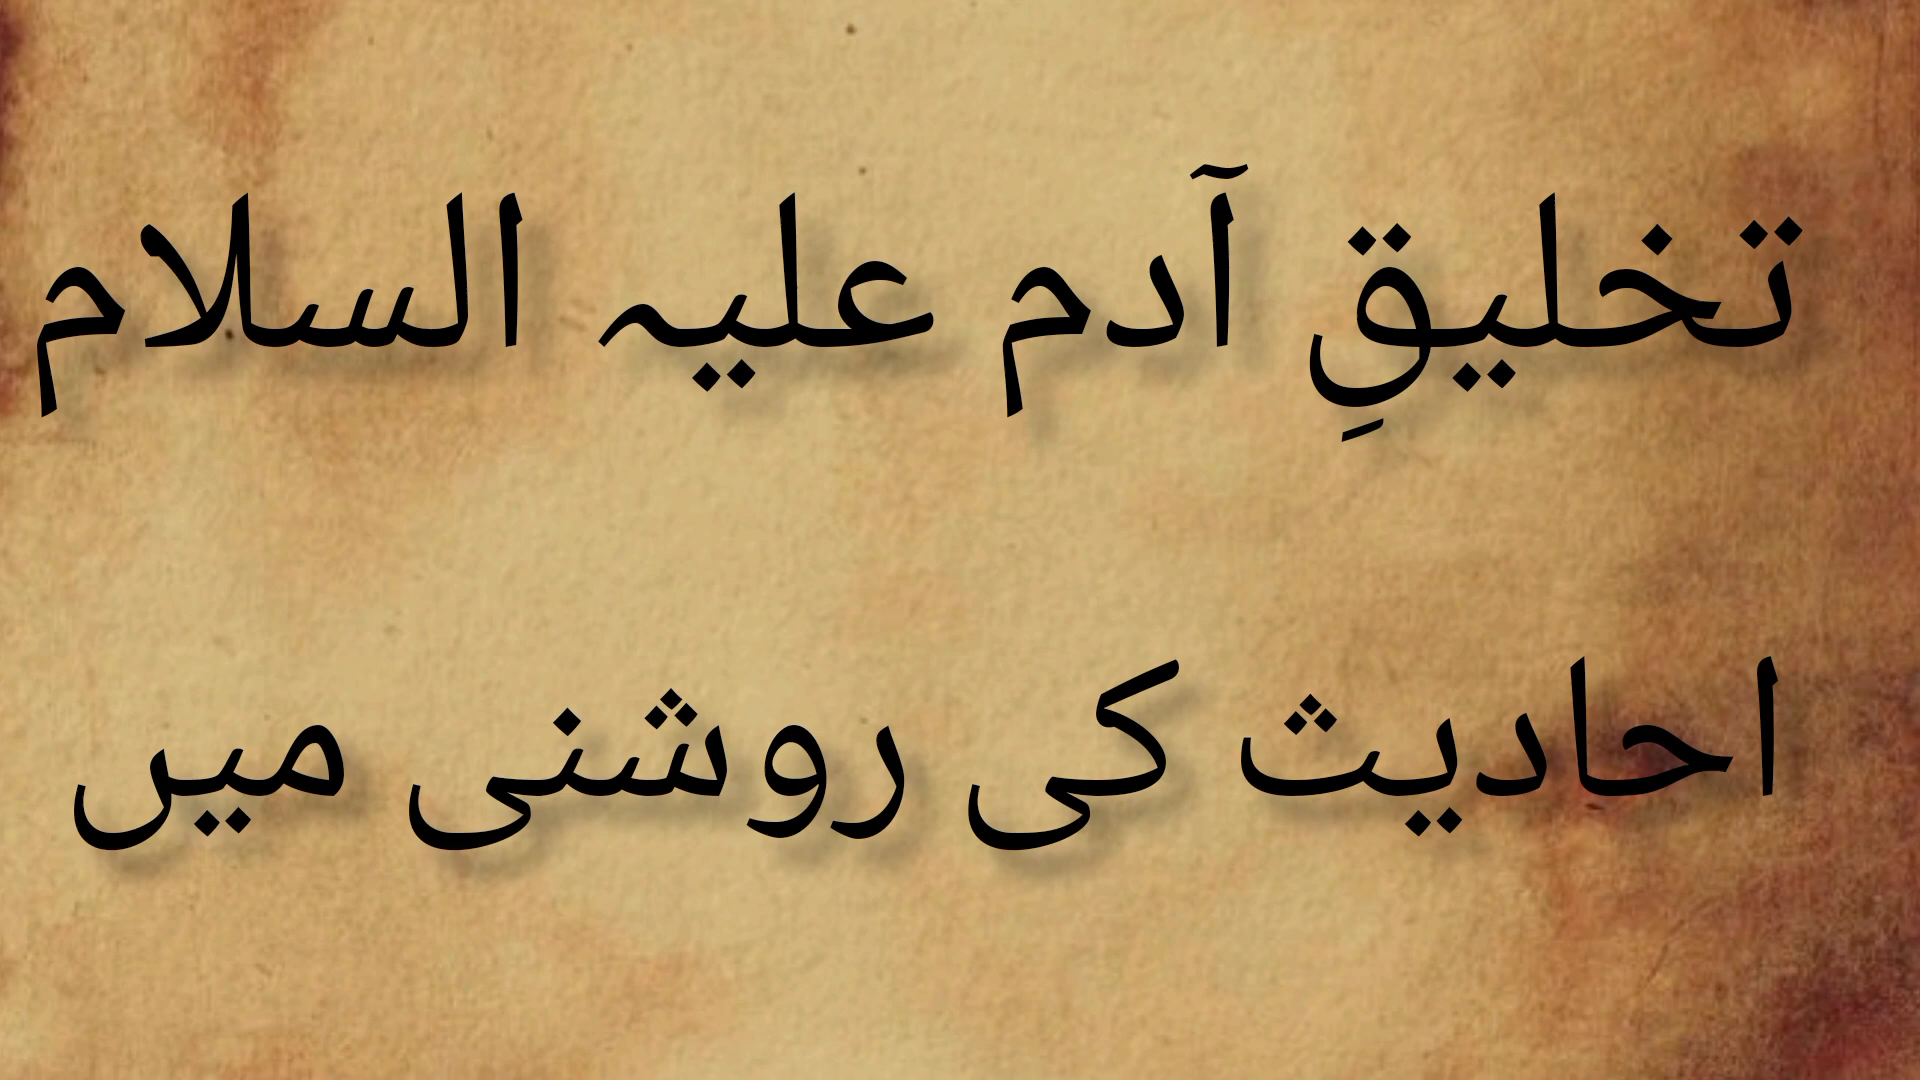 تخلیقِ آدم علیہ السلام
احادیث کی روشنی میں